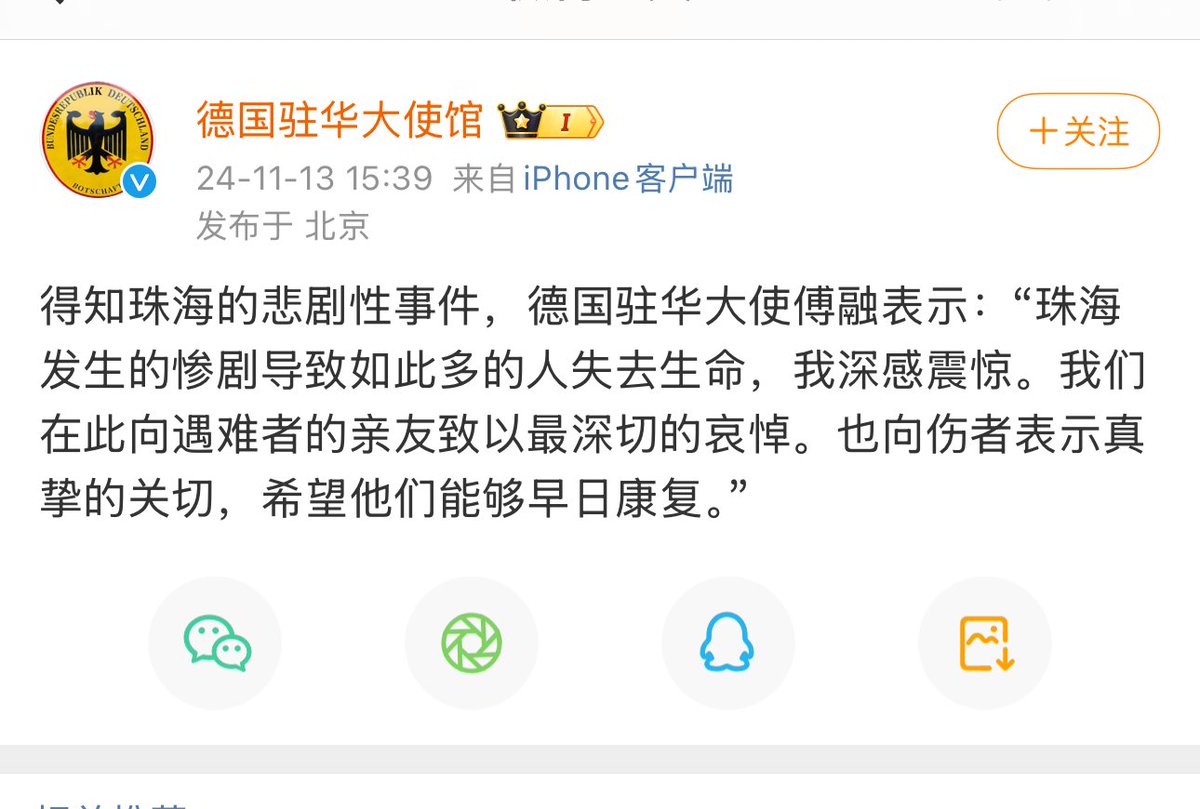 BUNDESREPUBLIK DEUTSCHLAND
BOTSCHAFT
德国驻华大使馆 I
+关注
24-11-13 15:39 来自 iPhone客户端
发布于 北京
得知珠海的悲剧性事件，德国驻华大使傅融表示：“珠海
发生的惨剧导致如此多的人失去生命，我深感震惊。我们
在此向遇难者的亲友致以最深切的哀悼。也向伤者表示真
挚的关切，希望他们能够早日康复。”